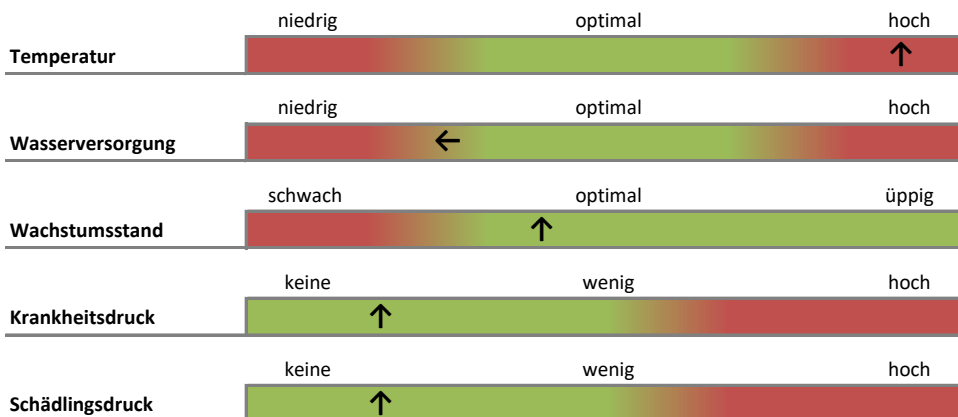 niedrig optimal hoch
Temperatur
niedrig optimal hoch
Wasserversorgung
schwach optimal üppig
Wachstumsstand
keine wenig hoch
Krankheitsdruck
keine wenig hoch
Schädlingsdruck